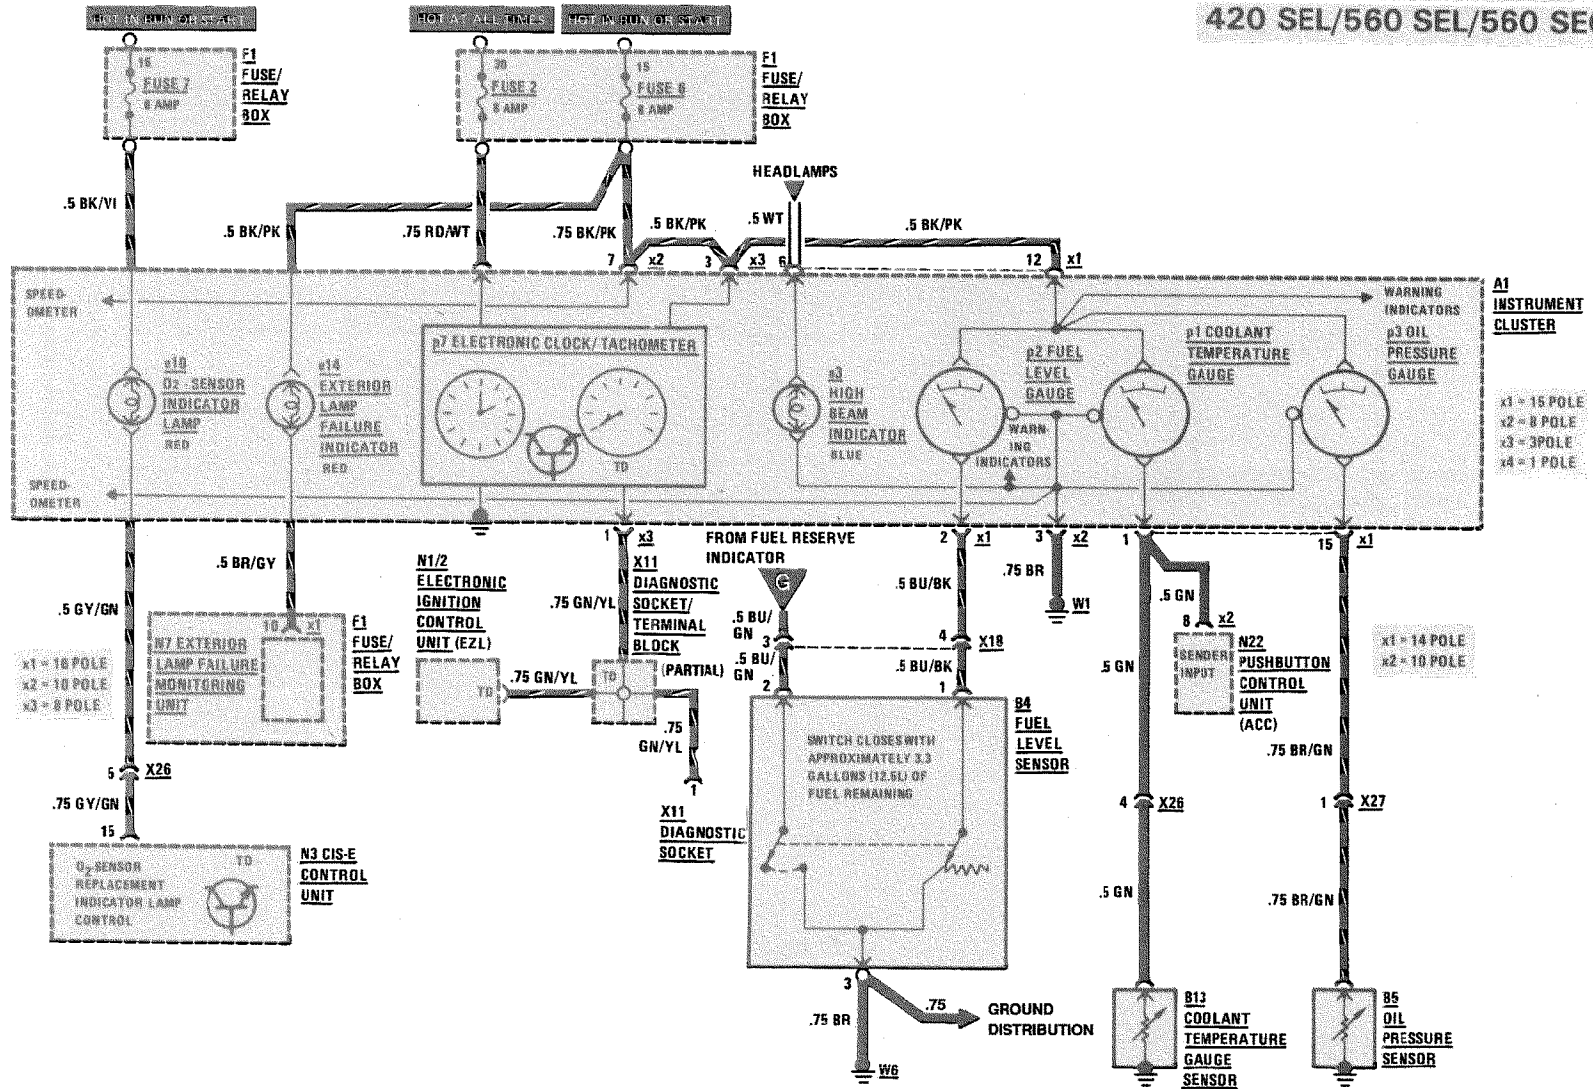 420 SEL/560 SEL/560 SEC
HOT IN RUN OR START
HOT AT ALL TIMES
HOT IN RUN OR START
15
FUSE 7
8 AMP
F1
FUSE/
RELAY
BOX
30
FUSE 2
8 AMP
15
FUSE 6
8 AMP
F1
FUSE/
RELAY
BOX
HEADLAMPS
.5 BK/VI
.5 BK/PK
.75 RD/WT
.75 BK/PK
.5 BK/PK
.5 WT
.5 BK/PK
7
x2
3
x3
6
12
x1
SPEED-
OMETER
WARNING
INDICATORS
A1
INSTRUMENT
CLUSTER
p7 ELECTRONIC CLOCK/TACHOMETER
TD
e10
O2 - SENSOR
INDICATOR
LAMP
RED
e14
EXTERIOR
LAMP
FAILURE
INDICATOR
RED
e3
HIGH
BEAM
INDICATOR
BLUE
p2 FUEL
LEVEL
GAUGE
p1 COOLANT
TEMPERATURE
GAUGE
p3 OIL
PRESSURE
GAUGE
WARN-
ING
INDICATORS
x1 = 15 POLE
x2 = 8 POLE
x3 = 3POLE
x4 = 1 POLE
SPEED-
OMETER
1
x3
2
x1
3
x2
1
15
x1
.5 BR/GY
N1/2
ELECTRONIC
IGNITION
CONTROL
UNIT (EZL)
X11
DIAGNOSTIC
SOCKET/
TERMINAL
BLOCK
(PARTIAL)
FROM FUEL RESERVE
INDICATOR
G
.75 GN/YL
.5 BU/BK
.75 BR
W1
.5 GN
8
x2
SENDER
INPUT
N22
PUSHBUTTON
CONTROL
UNIT
(ACC)
x1 = 14 POLE
x2 = 10 POLE
.5 GY/GN
10
x1
N7 EXTERIOR
LAMP FAILURE
MONITORING
UNIT
F1
FUSE/
RELAY
BOX
x1 = 16 POLE
x2 = 10 POLE
x3 = 8 POLE
TD
.75 GN/YL
TD
.75
GN/YL
1
X11
DIAGNOSTIC
SOCKET
.5 BU/
GN
3
4
X18
.5 BU/
GN
.5 BU/BK
2
1
B4
FUEL
LEVEL
SENSOR
SWITCH CLOSES WITH
APPROXIMATELY 3.3
GALLONS (12.5L) OF
FUEL REMAINING
3
.75 BR
W6
.75
GROUND
DISTRIBUTION
.5 GN
.75 BR/GN
4
X26
1
X27
.5 GN
.75 BR/GN
B13
COOLANT
TEMPERATURE
GAUGE
SENSOR
B5
OIL
PRESSURE
SENSOR
5
X26
.75 GY/GN
15
O2-SENSOR
REPLACEMENT
INDICATOR LAMP
CONTROL
TD
N3 CIS-E
CONTROL
UNIT